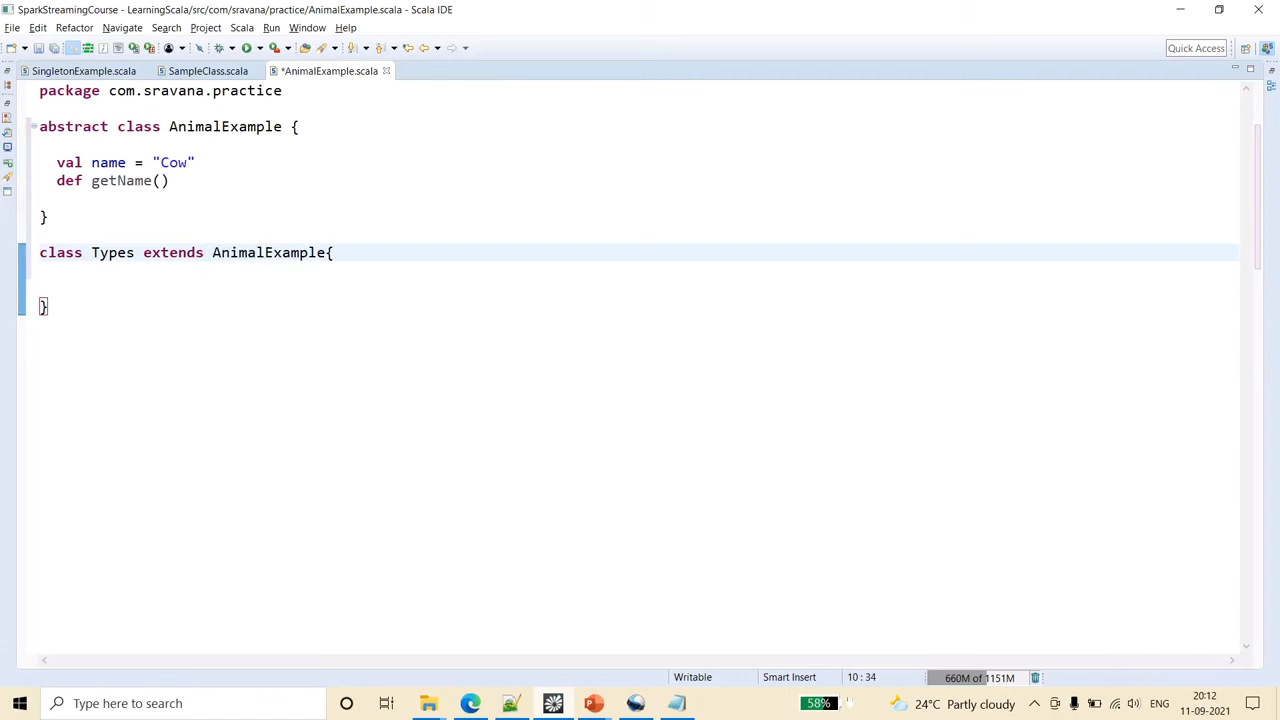 SparkStreamingCourse - LearningScala/src/com/sravana/practice/AnimalExample.scala - Scala IDE
File Edit Refactor Navigate Search Project Scala Run Window Help
Quick Access
SingletonExample.scala SampleClass.scala *AnimalExample.scala
package com.sravana.practice
abstract class AnimalExample {
val name = "Cow"
def getName()
}
class Types extends AnimalExample{
}
Writable Smart Insert 10 : 34 660M of 1151M
Type here to search 58% 24°C Partly cloudy ENG 20:12
11-09-2021